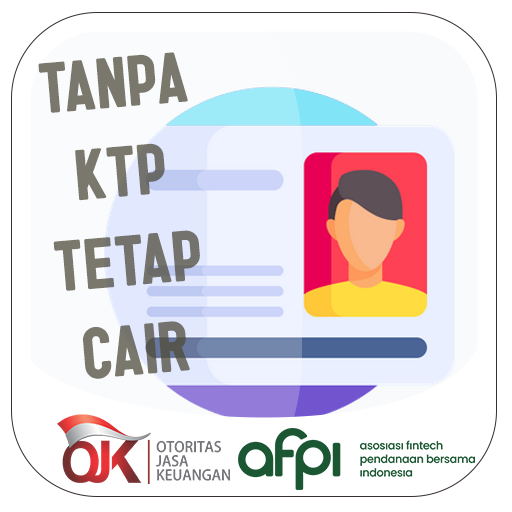 TANPA
KTP
TETAP
CAIR
OJK
OTORITAS
JASA
KEUANGAN
afpi
asosiasi fintech
pendanaan bersama
indonesia